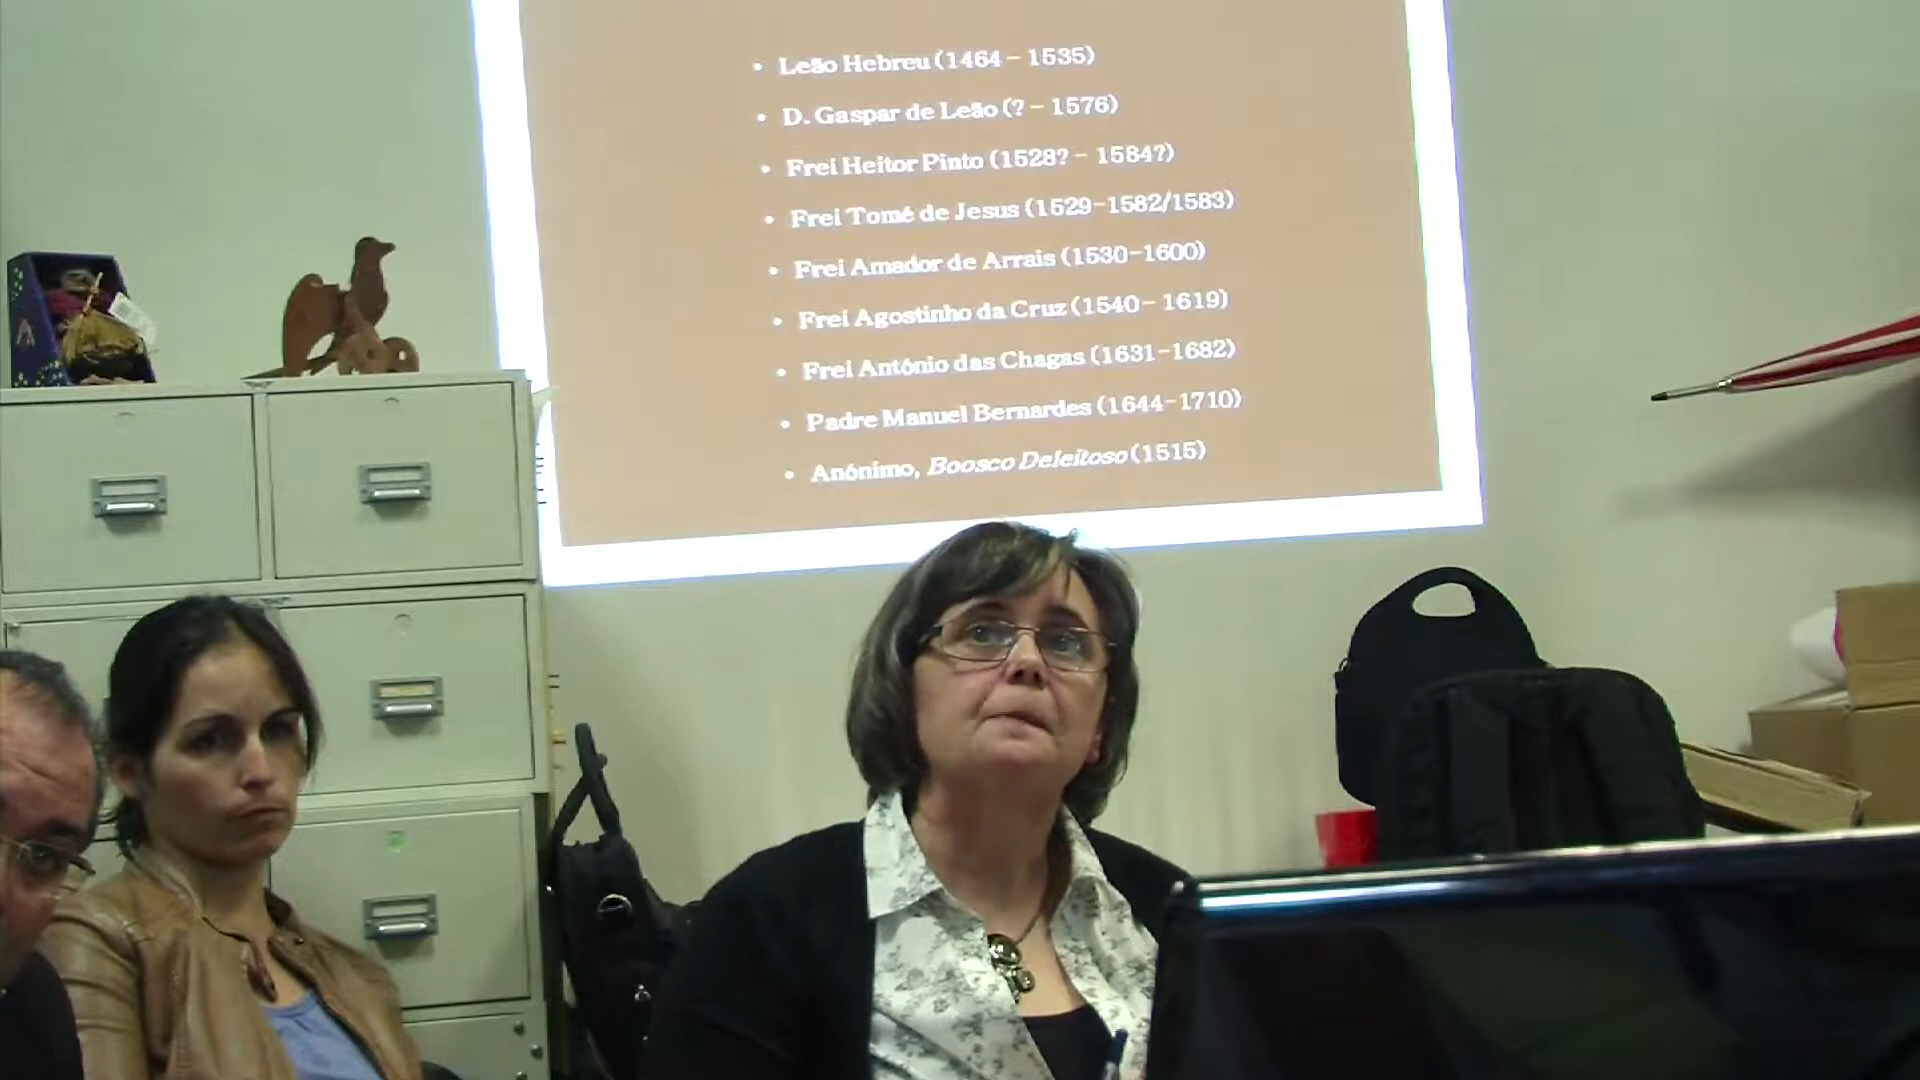 • Leão Hebreu (1464 – 1535)
• D. Gaspar de Leão (? – 1576)
• Frei Heitor Pinto (1528? – 1584?)
• Frei Tomé de Jesus (1529-1582/1583)
• Frei Amador de Arrais (1530-1600)
• Frei Agostinho da Cruz (1540 – 1619)
• Frei António das Chagas (1631-1682)
• Padre Manuel Bernardes (1644-1710)
• Anónimo, Boosco Deleitoso (1515)